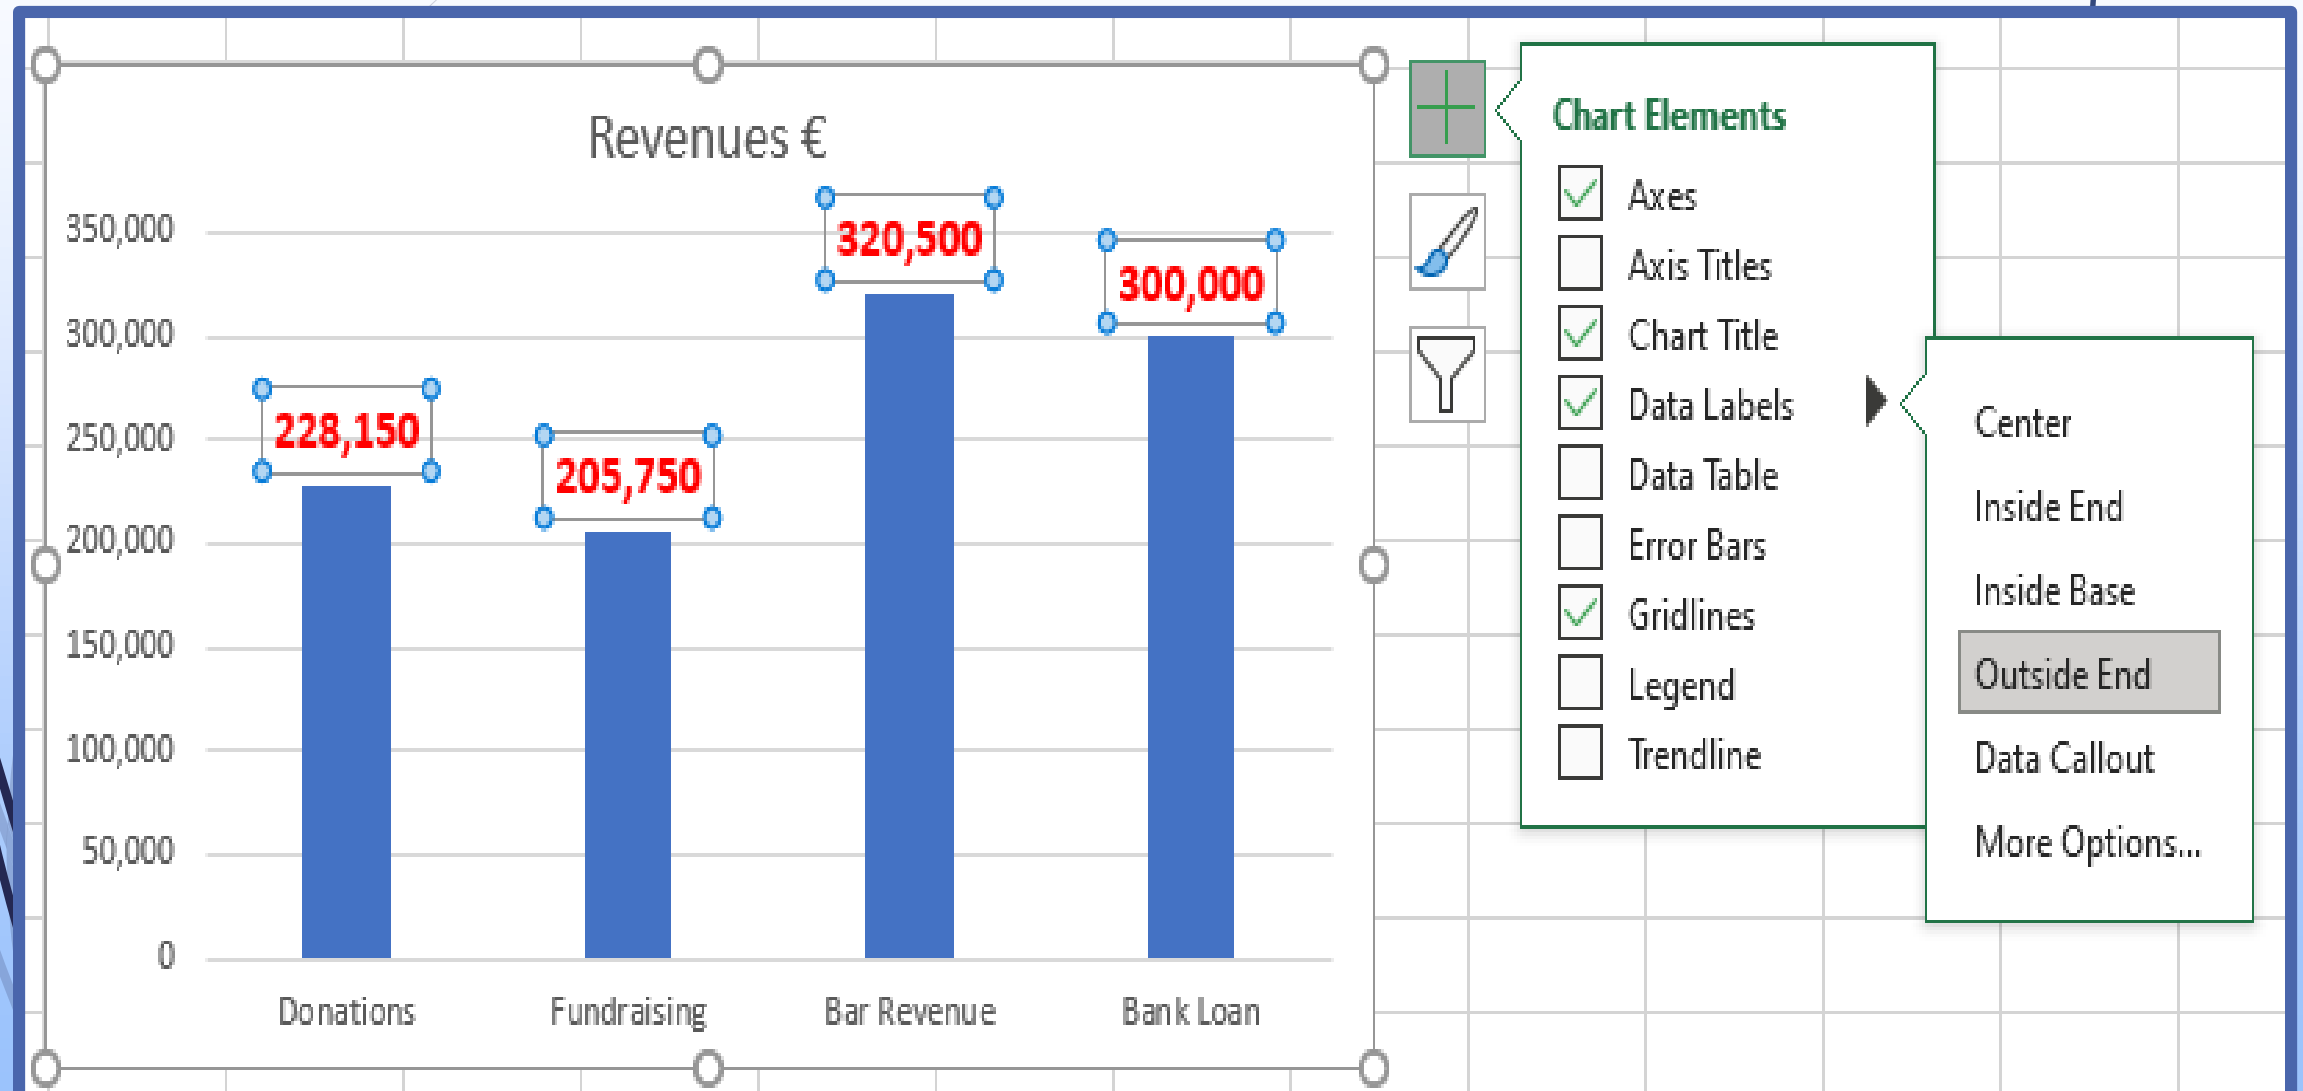 Revenues €
350,000
300,000
250,000
200,000
150,000
100,000
50,000
0
228,150
205,750
320,500
300,000
Donations
Fundraising
Bar Revenue
Bank Loan
Chart Elements
Axes
Axis Titles
Chart Title
Data Labels
Data Table
Error Bars
Gridlines
Legend
Trendline
Center
Inside End
Inside Base
Outside End
Data Callout
More Options...